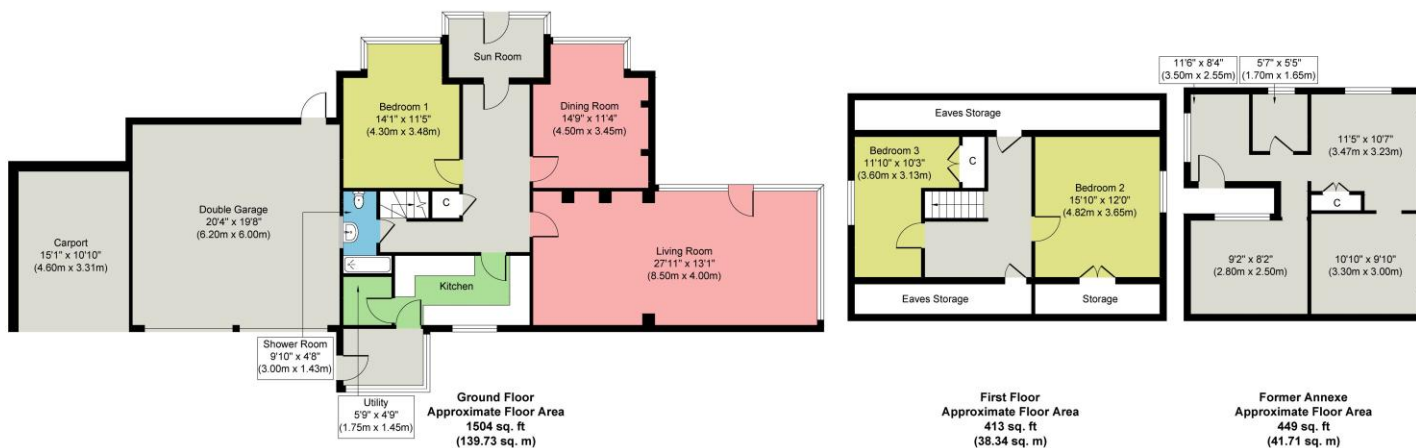 Sun Room
Bedroom 1
14'1" x 11'5"
(4.30m x 3.48m)
Dining Room
14'9" x 11'4"
(4.50m x 3.45m)
Double Garage
20'4" x 19'8"
(6.20m x 6.00m)
Carport
15'1" x 10'10"
(4.60m x 3.31m)
C
Living Room
27'11" x 13'1"
(8.50m x 4.00m)
Kitchen
Shower Room
9'10" x 4'8"
(3.00m x 1.43m)
Utility
5'9" x 4'9"
(1.75m x 1.45m)
Ground Floor
Approximate Floor Area
1504 sq. ft
(139.73 sq. m)
Eaves Storage
Bedroom 3
11'10" x 10'3"
(3.60m x 3.13m)
C
Bedroom 2
15'10" x 12'0"
(4.82m x 3.65m)
Eaves Storage
Storage
First Floor
Approximate Floor Area
413 sq. ft
(38.34 sq. m)
11'6" x 8'4"
(3.50m x 2.55m)
5'7" x 5'5"
(1.70m x 1.65m)
11'5" x 10'7"
(3.47m x 3.23m)
C
9'2" x 8'2"
(2.80m x 2.50m)
10'10" x 9'10"
(3.30m x 3.00m)
Former Annexe
Approximate Floor Area
449 sq. ft
(41.71 sq. m)